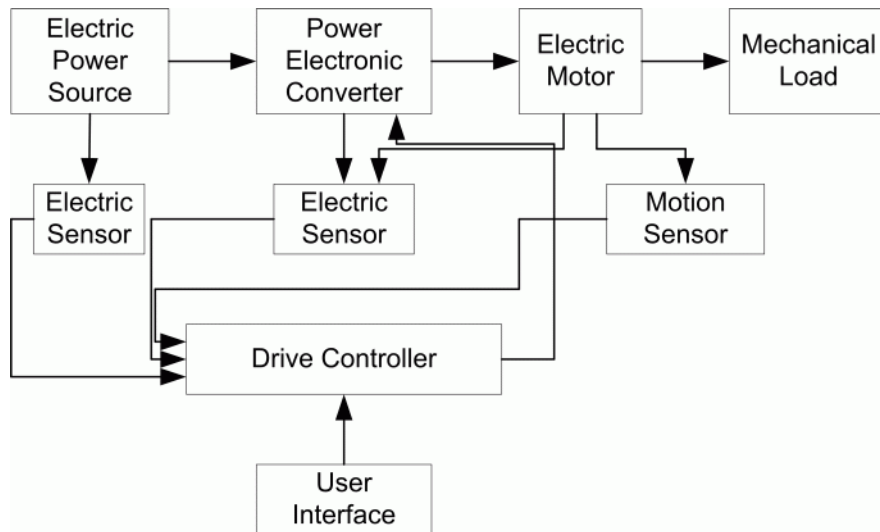 Electric
Power
Source
Power
Electronic
Converter
Electric
Motor
Mechanical
Load
Electric
Sensor
Electric
Sensor
Motion
Sensor
Drive Controller
User
Interface